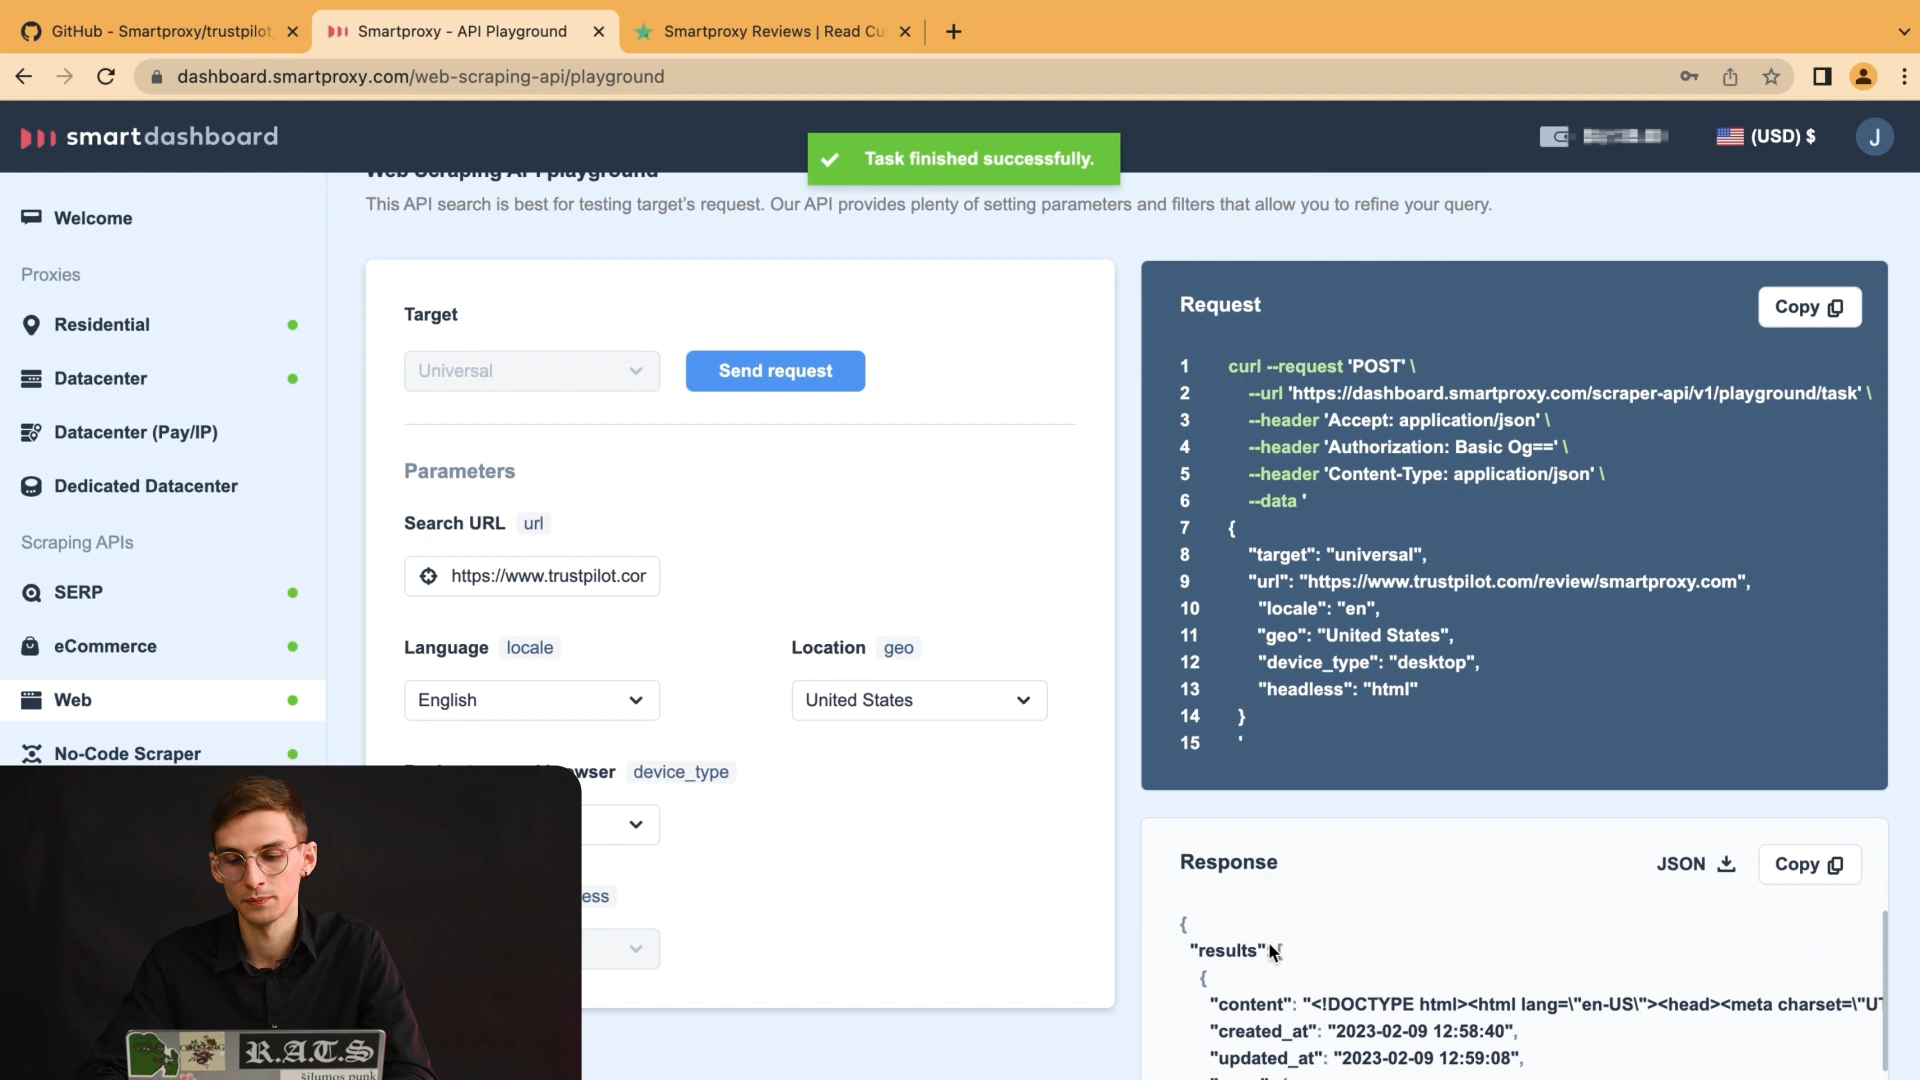 GitHub - Smartproxy/trustpilot
Smartproxy - API Playground
Smartproxy Reviews | Read Cu
dashboard.smartproxy.com/web-scraping-api/playground
smartdashboard
Task finished successfully.
(USD) $
J
Web Scraping API playground
This API search is best for testing target's request. Our API provides plenty of setting parameters and filters that allow you to refine your query.
Welcome
Proxies
Residential
Datacenter
Datacenter (Pay/IP)
Dedicated Datacenter
Scraping APIs
SERP
eCommerce
Web
No-Code Scraper
Target
Universal
Send request
Parameters
Search URL url
https://www.trustpilot.cor
Language locale
English
Location geo
United States
wser device_type
ess
Request
Copy
1 curl --request 'POST' \
2 --url 'https://dashboard.smartproxy.com/scraper-api/v1/playground/task' \
3 --header 'Accept: application/json' \
4 --header 'Authorization: Basic Og==' \
5 --header 'Content-Type: application/json' \
6 --data '
7 {
8 "target": "universal",
9 "url": "https://www.trustpilot.com/review/smartproxy.com",
10 "locale": "en",
11 "geo": "United States",
12 "device_type": "desktop",
13 "headless": "html"
14 }
15 '
Response
JSON
Copy
{
"results"
{
"content": "<!DOCTYPE html><html lang=\"en-US\"><head><meta charset=\"UT
"created_at": "2023-02-09 12:58:40",
"updated_at": "2023-02-09 12:59:08",
R.A.T.S
šilumos punk